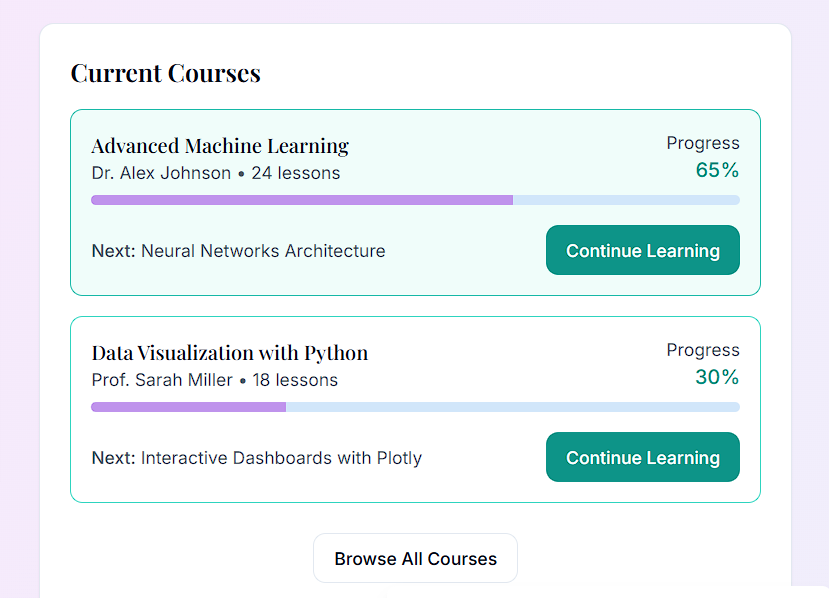 Current Courses
Advanced Machine Learning
Progress
Dr. Alex Johnson • 24 lessons
65%
Next: Neural Networks Architecture
Continue Learning
Data Visualization with Python
Progress
Prof. Sarah Miller • 18 lessons
30%
Next: Interactive Dashboards with Plotly
Continue Learning
Browse All Courses